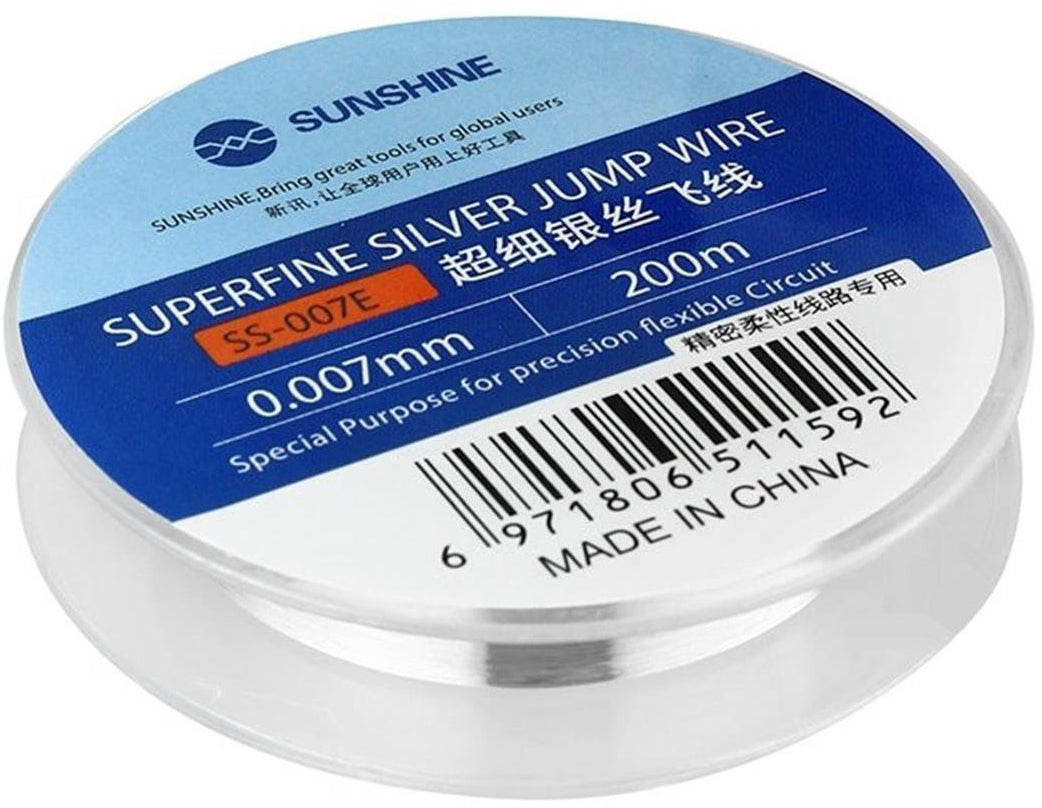 SUNSHINE
SUNSHINE,Bring great tools for global users
新讯,让全球用户用上好工具
SUPERFINE SILVER JUMP WIRE
SS-007E 超细银丝飞线
0.007mm 200m
Special Purpose for precision flexible Circuit
精密柔性线路专用
6 971806 511592
MADE IN CHINA